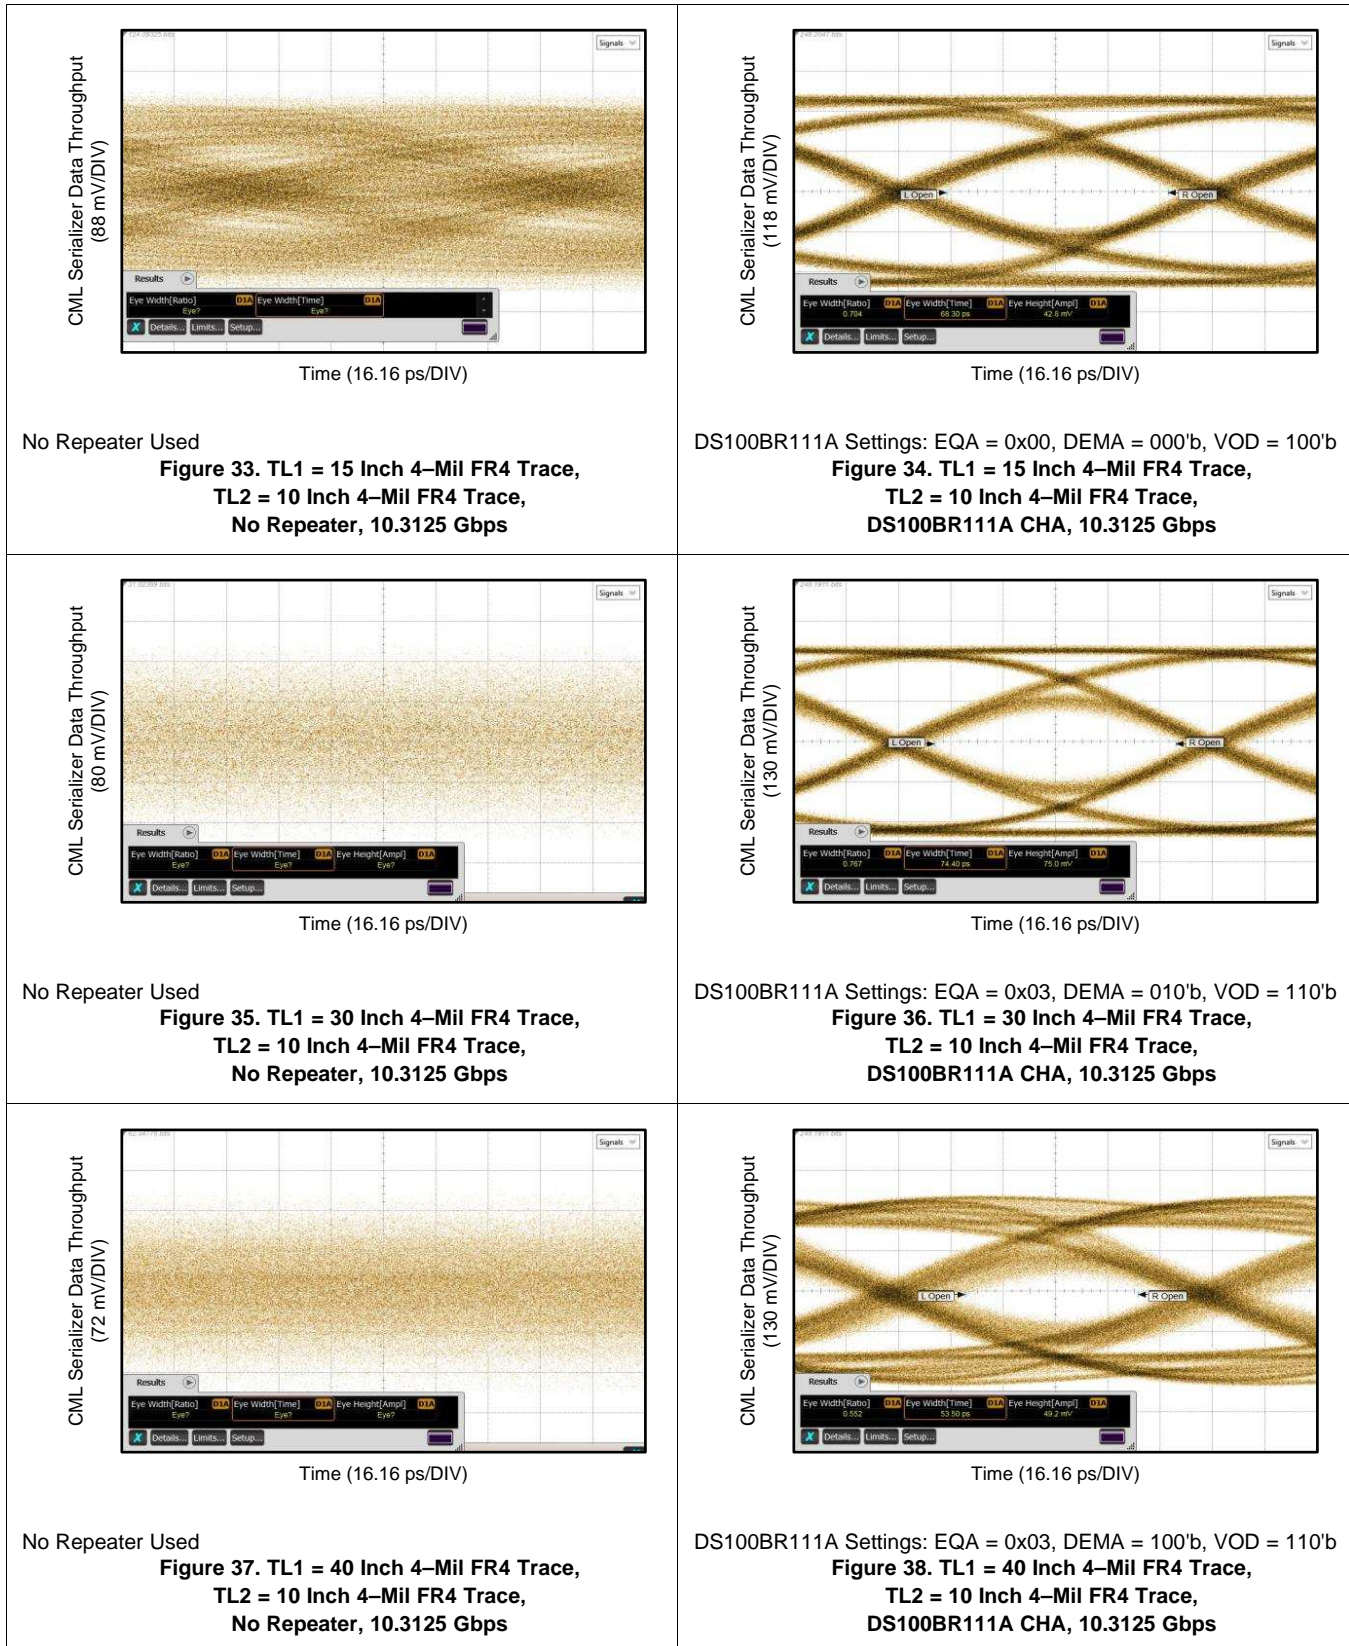 CML Serializer Data Throughput
(88 mV/DIV)
Signals
Results
Eye Width[Ratio] D1A Eye Width[Time] D1A
Eye? Eye?
X Details... Limits... Setup...
Time (16.16 ps/DIV)
No Repeater Used
Figure 33. TL1 = 15 Inch 4–Mil FR4 Trace,
TL2 = 10 Inch 4–Mil FR4 Trace,
No Repeater, 10.3125 Gbps
CML Serializer Data Throughput
(118 mV/DIV)
Signals
L Open
R Open
Results
Eye Width[Ratio] D1A Eye Width[Time] D1A Eye Height[Ampl] D1A
0.704 68.30 ps 42.8 mV
X Details... Limits... Setup...
Time (16.16 ps/DIV)
DS100BR111A Settings: EQA = 0x00, DEMA = 000'b, VOD = 100'b
Figure 34. TL1 = 15 Inch 4–Mil FR4 Trace,
TL2 = 10 Inch 4–Mil FR4 Trace,
DS100BR111A CHA, 10.3125 Gbps
CML Serializer Data Throughput
(80 mV/DIV)
Signals
Results
Eye Width[Ratio] D1A Eye Width[Time] D1A Eye Height[Ampl] D1A
Eye? Eye? Eye?
X Details... Limits... Setup...
Time (16.16 ps/DIV)
No Repeater Used
Figure 35. TL1 = 30 Inch 4–Mil FR4 Trace,
TL2 = 10 Inch 4–Mil FR4 Trace,
No Repeater, 10.3125 Gbps
CML Serializer Data Throughput
(130 mV/DIV)
Signals
L Open
R Open
Results
Eye Width[Ratio] D1A Eye Width[Time] D1A Eye Height[Ampl] D1A
0.767 74.40 ps 75.0 mV
X Details... Limits... Setup...
Time (16.16 ps/DIV)
DS100BR111A Settings: EQA = 0x03, DEMA = 010'b, VOD = 110'b
Figure 36. TL1 = 30 Inch 4–Mil FR4 Trace,
TL2 = 10 Inch 4–Mil FR4 Trace,
DS100BR111A CHA, 10.3125 Gbps
CML Serializer Data Throughput
(72 mV/DIV)
Signals
Results
Eye Width[Ratio] D1A Eye Width[Time] D1A Eye Height[Ampl] D1A
Eye? Eye? Eye?
X Details... Limits... Setup...
Time (16.16 ps/DIV)
No Repeater Used
Figure 37. TL1 = 40 Inch 4–Mil FR4 Trace,
TL2 = 10 Inch 4–Mil FR4 Trace,
No Repeater, 10.3125 Gbps
CML Serializer Data Throughput
(130 mV/DIV)
Signals
L Open
R Open
Results
Eye Width[Ratio] D1A Eye Width[Time] D1A Eye Height[Ampl] D1A
0.552 53.50 ps 49.2 mV
X Details... Limits... Setup...
Time (16.16 ps/DIV)
DS100BR111A Settings: EQA = 0x03, DEMA = 100'b, VOD = 110'b
Figure 38. TL1 = 40 Inch 4–Mil FR4 Trace,
TL2 = 10 Inch 4–Mil FR4 Trace,
DS100BR111A CHA, 10.3125 Gbps